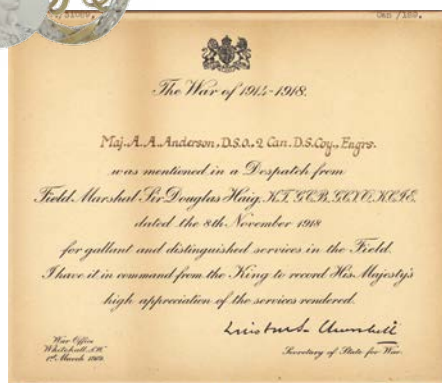 Can /189.
The War of 1914-1918.
Maj. A.A. Anderson, D.S.O., 2 Can. D.S. Coy., Engrs.
was mentioned in a Despatch from
Field Marshal Sir Douglas Haig, K.T. G.C.B. G.C.V.O. K.C.I.E.
dated the 8th November 1918
for gallant and distinguished services in the Field.
I have it in command from the King to record His Majesty's
high appreciation of the services rendered.
Winston S. Churchill
War Office
Secretary of State for War
Whitehall, S.W.
1st March 1919.